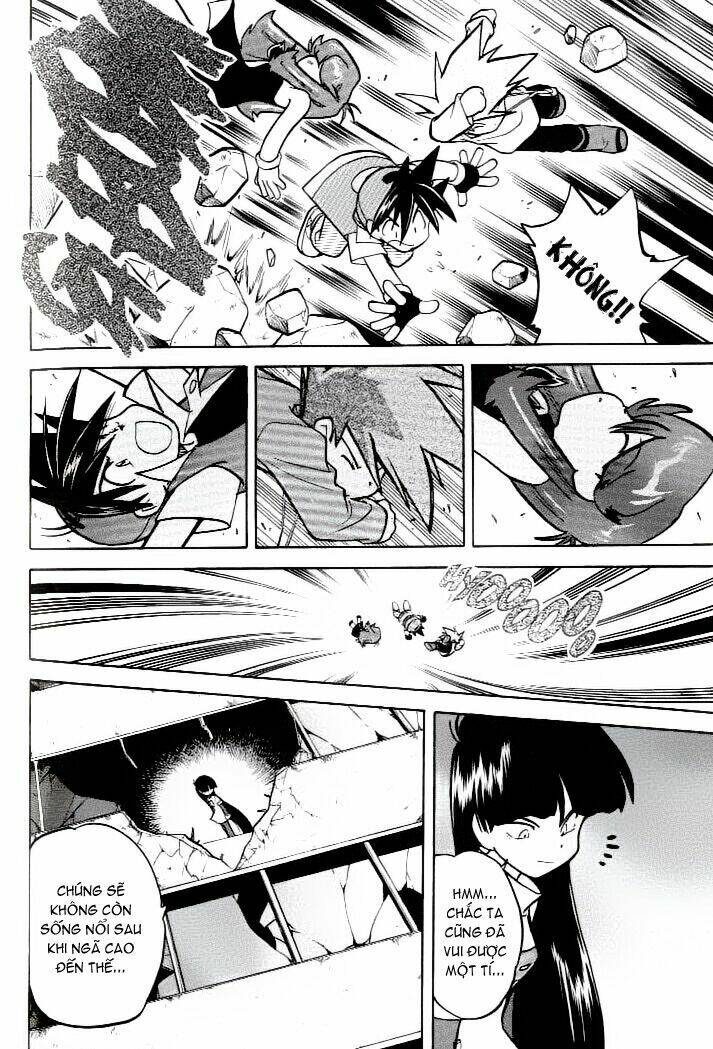 KHÔNG!!
HMM...
CHẮC TA
CŨNG ĐÃ
VUI ĐƯỢC
MỘT TÍ...
CHÚNG SẼ
KHÔNG CÒN
SỐNG NỔI SAU
KHI NGÃ CAO
ĐẾN THẾ...